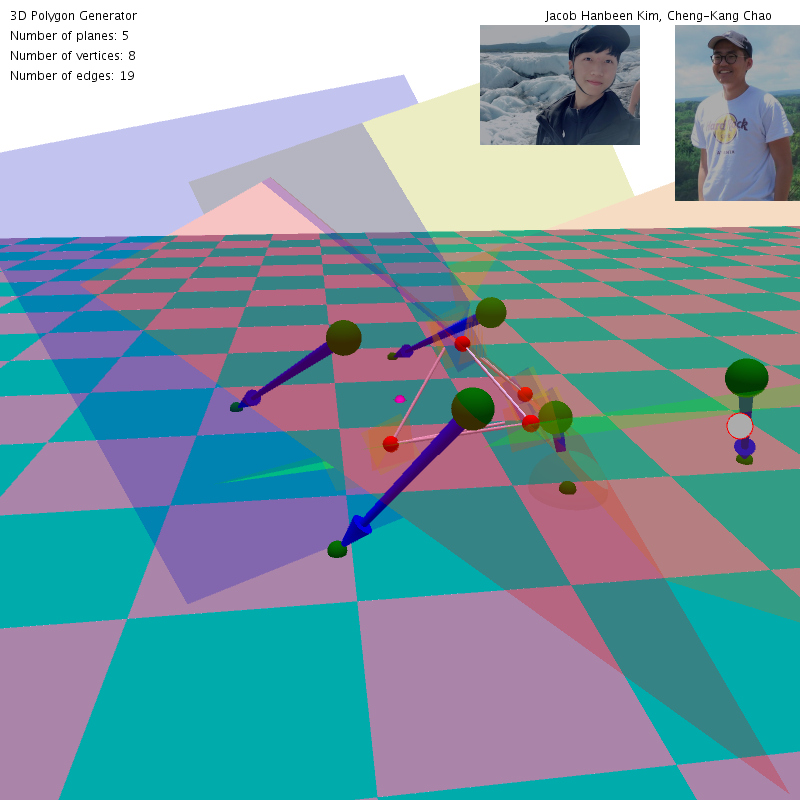 3D Polygon Generator
Jacob Hanbeen Kim, Cheng-Kang Chao
Number of planes: 5
Number of vertices: 8
Number of edges: 19